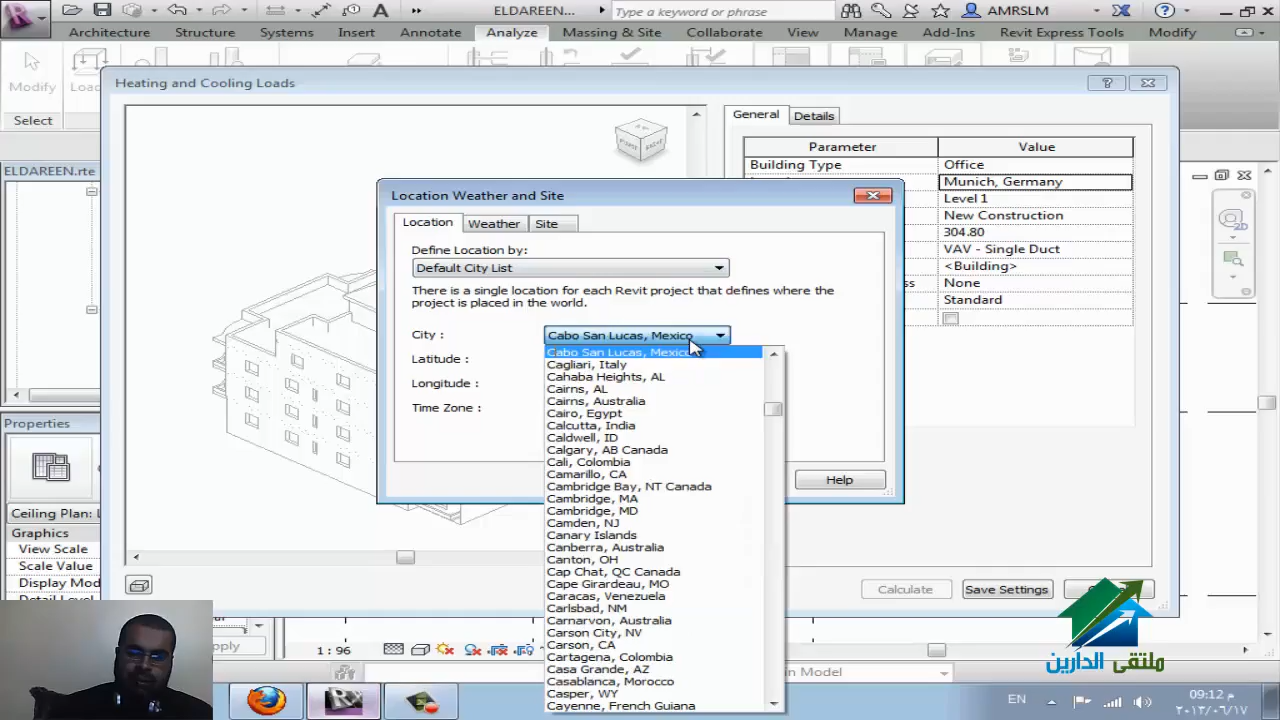 ELDAREEN...
Type a keyword or phrase
AMRSLM
Architecture
Structure
Systems
Insert
Annotate
Analyze
Massing & Site
Collaborate
View
Manage
Add-Ins
Revit Express Tools
Modify
Modify
Select
Heating and Cooling Loads
General
Details
Parameter
Value
Building Type
Office
Munich, Germany
Level 1
New Construction
304.80
VAV - Single Duct
<Building>
None
Standard
ELDAREEN.rte
Location Weather and Site
Location
Weather
Site
Define Location by:
Default City List
There is a single location for each Revit project that defines where the
project is placed in the world.
City :
Cabo San Lucas, Mexico
Latitude :
Longitude :
Time Zone :
Cabo San Lucas, Mexico
Cagliari, Italy
Cahaba Heights, AL
Cairns, AL
Cairns, Australia
Cairo, Egypt
Calcutta, India
Caldwell, ID
Calgary, AB Canada
Cali, Colombia
Camarillo, CA
Cambridge Bay, NT Canada
Cambridge, MA
Cambridge, MD
Camden, NJ
Canary Islands
Canberra, Australia
Canton, OH
Cap Chat, QC Canada
Cape Girardeau, MO
Caracas, Venezuela
Carlsbad, NM
Carnarvon, Australia
Carson City, NV
Carson, CA
Cartagena, Colombia
Casa Grande, AZ
Casablanca, Morocco
Casper, WY
Cayenne, French Guiana
Help
Calculate
Save Settings
Properties
Ceiling Plan: L
Graphics
View Scale
Scale Value
Display Mod
1 : 96
in Model
ملتقى الدارين
EN
09:12 م
٢٠١٣/٠٦/١٧